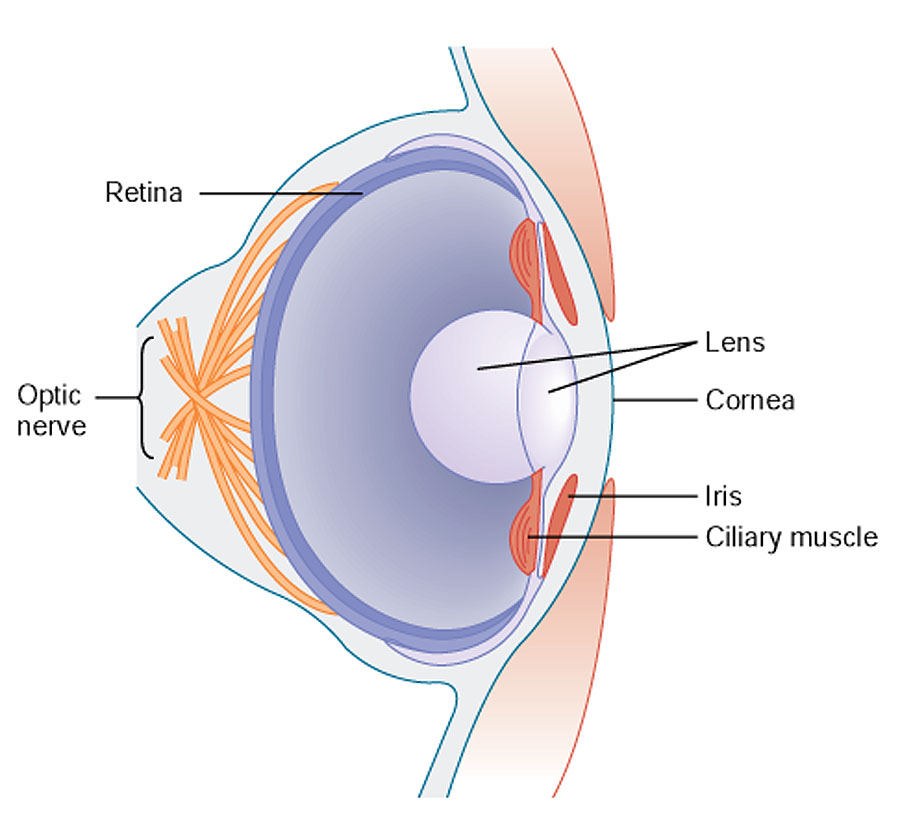 Retina
Lens
Optic
nerve
Cornea
Iris
Ciliary muscle